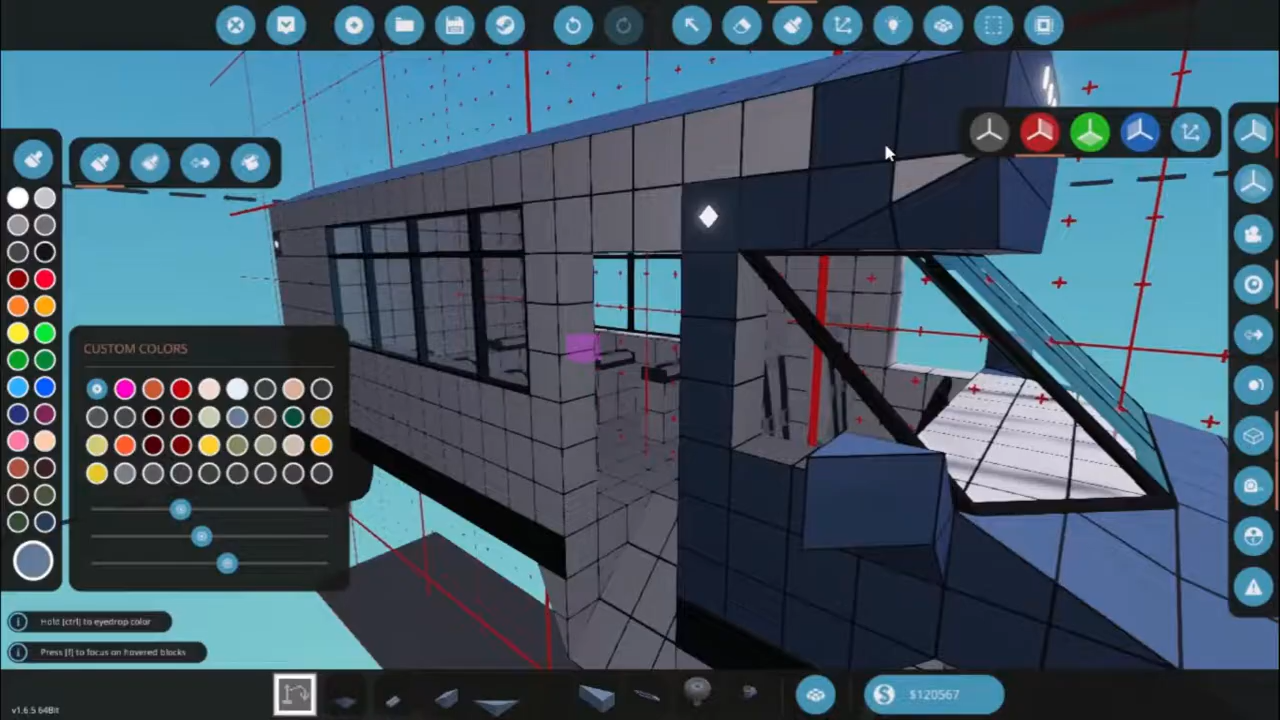 CUSTOM COLORS
Hold [ctrl] to eyedrop color
Press [f] to focus on hovered blocks
v1.6.5 64Bit
$120567